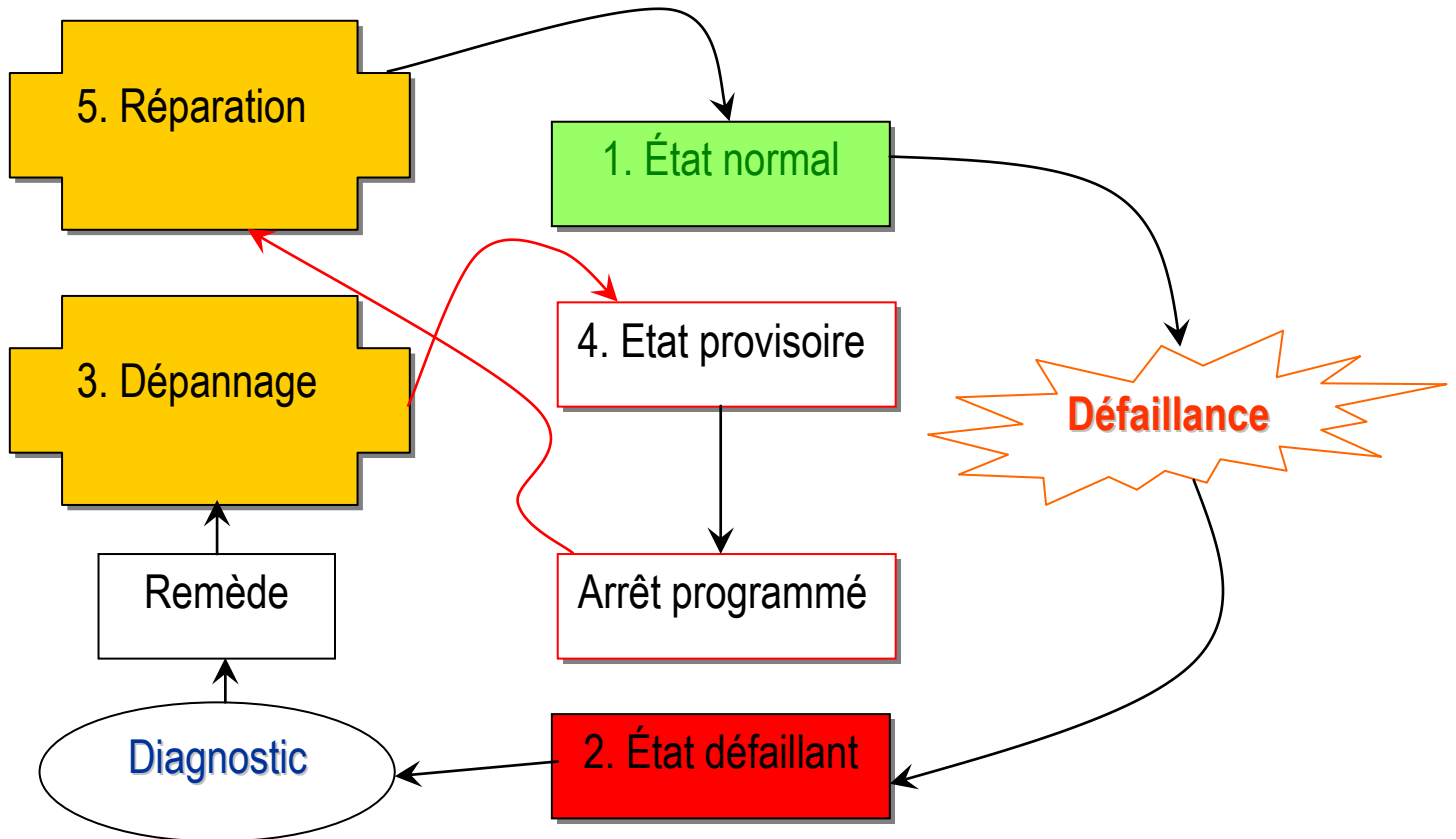 5. Réparation
1. État normal
4. Etat provisoire
3. Dépannage
Défaillance
Remède
Arrêt programmé
Diagnostic
2. État défaillant